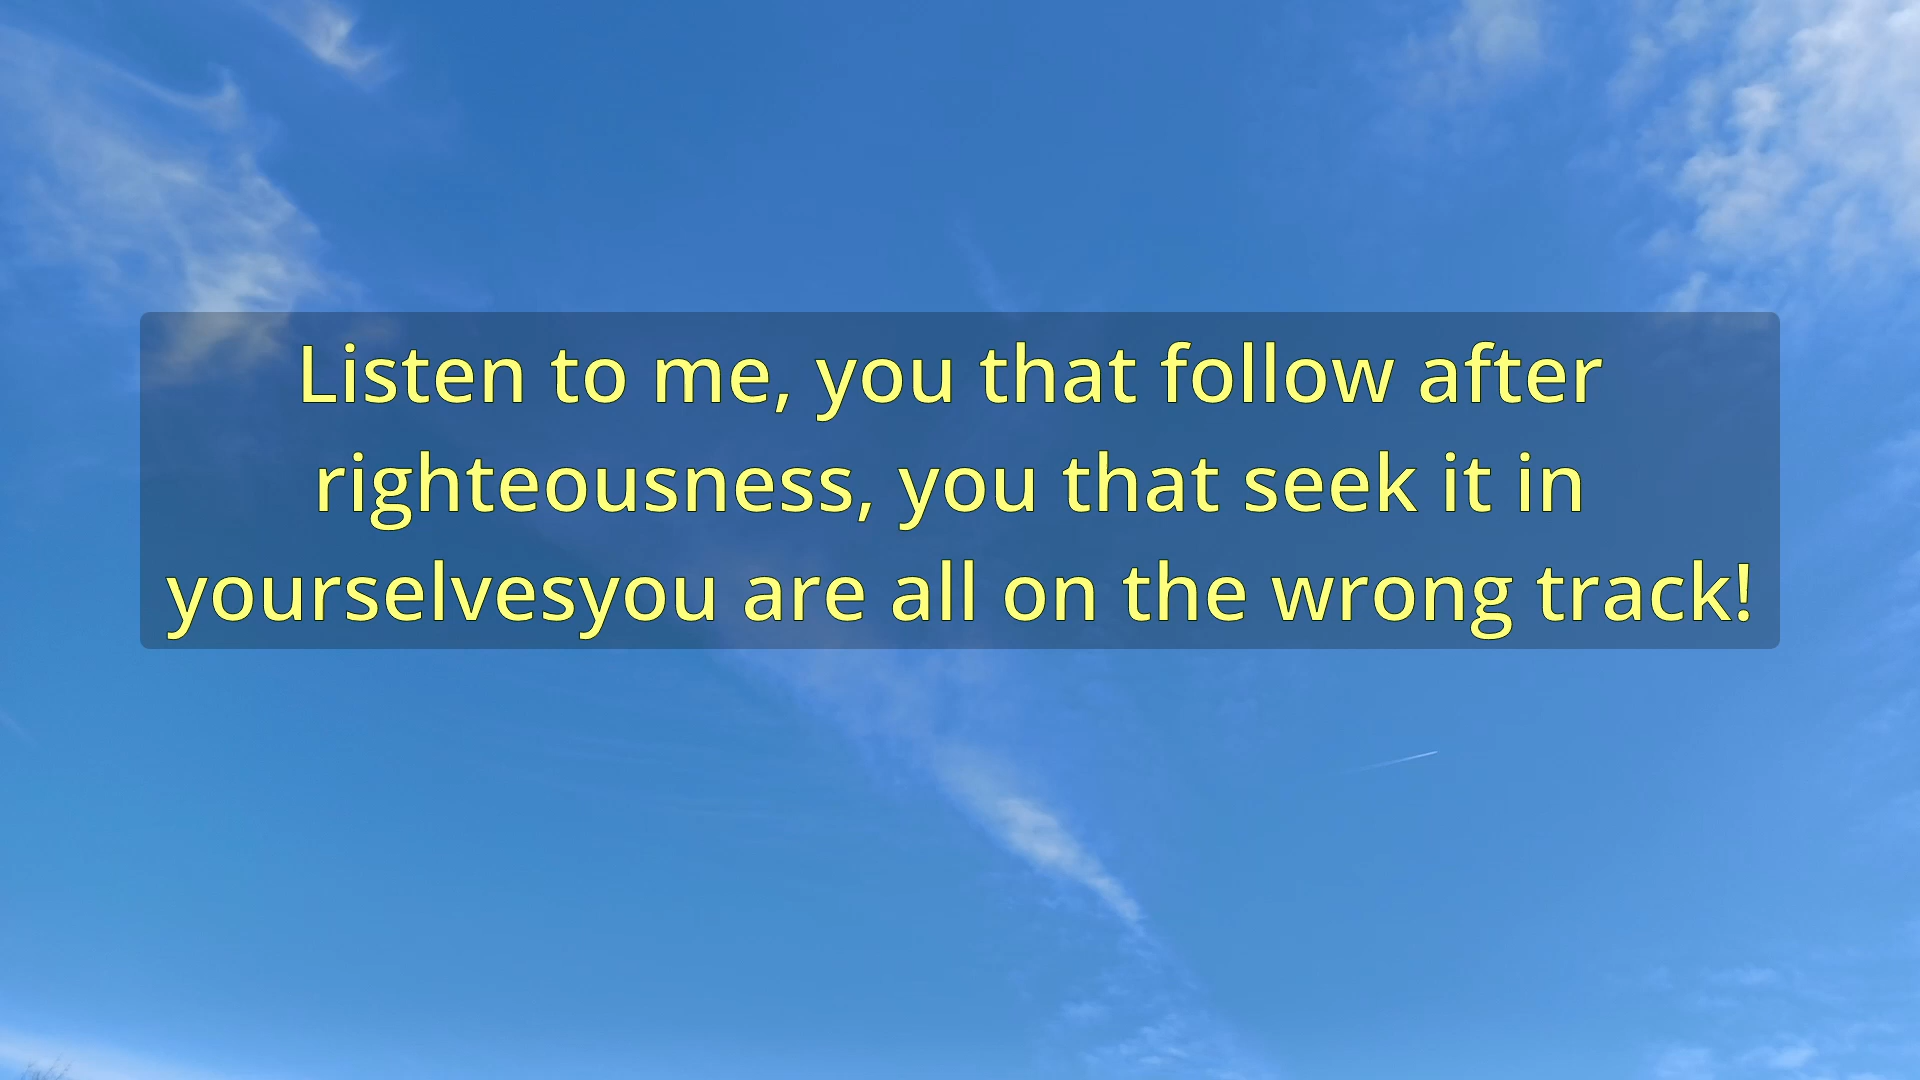 Listen to me, you that follow after
righteousness, you that seek it in
yourselvesyou are all on the wrong track!